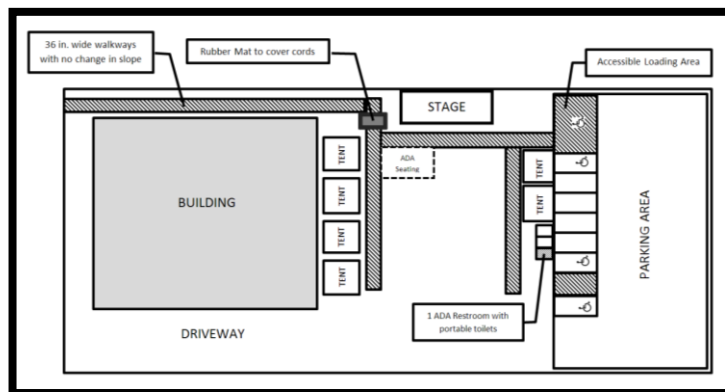 36 in. wide walkways
with no change in slope
Rubber Mat to cover cords
Accessible Loading Area
STAGE
ADA
Seating
TENT
TENT
TENT
TENT
TENT
TENT
BUILDING
PARKING AREA
1 ADA Restroom with
portable toilets
DRIVEWAY